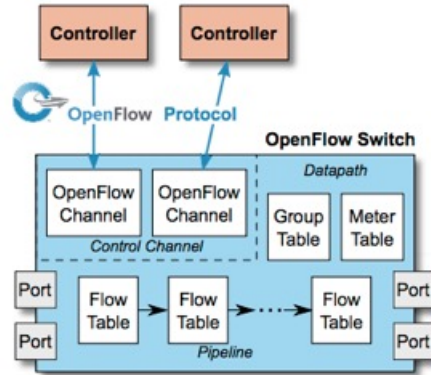 Controller
Controller
OpenFlow
Protocol
OpenFlow Switch
Datapath
OpenFlow
Channel
OpenFlow
Channel
Control Channel
Group
Table
Meter
Table
Port
Port
Port
Port
Flow
Table
Flow
Table
Flow
Table
Pipeline